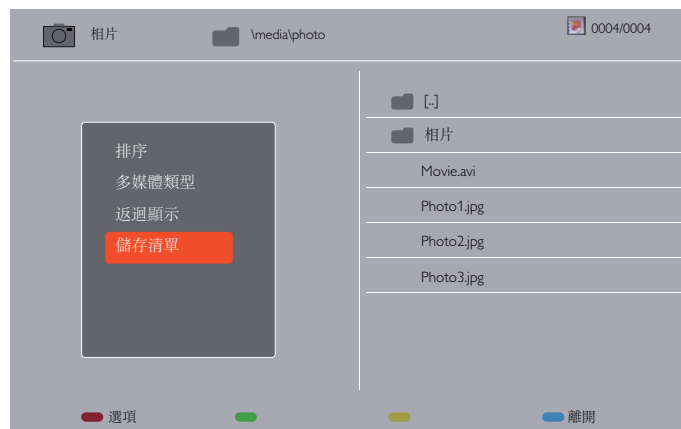 相片 \media\photo 0004/0004
[..]
相片
Movie.avi
Photo1.jpg
Photo2.jpg
Photo3.jpg
排序
多媒體類型
返迴顯示
儲存清單
選項 離開